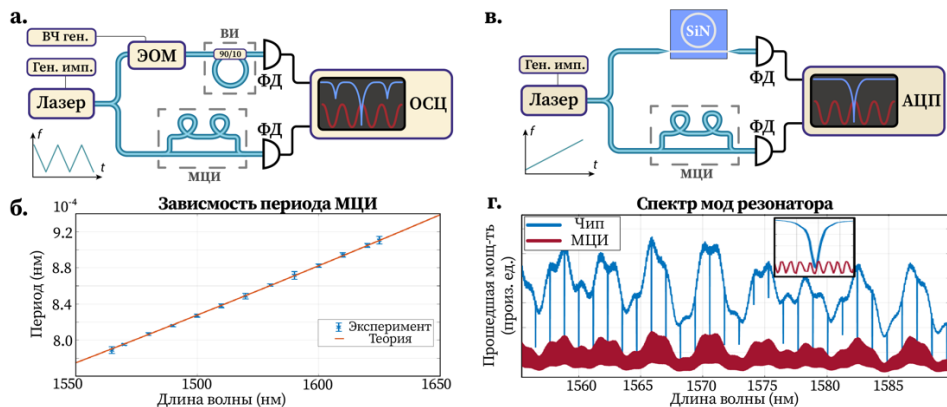 а.
ВЧ ген.
Ген. имп.
Лазер
ЭОМ
ВИ
90/10
ФД
ОСЦ
ФД
МЦИ
f
t
в.
SiN
Ген. имп.
Лазер
ФД
АЦП
ФД
МЦИ
f
t
б.
Зависмость периода МЦИ
10⁻⁴
Период (нм)
9.2
8.8
8.4
8.0
Эксперимент
Теория
1550 1500 1600 1650
Длина волны (нм)
г.
Спектр мод резонатора
Прошедшая мощ-ть
(произ. ед.)
Чип
МЦИ
1560 1565 1570 1575 1580 1585
Длина волны (нм)